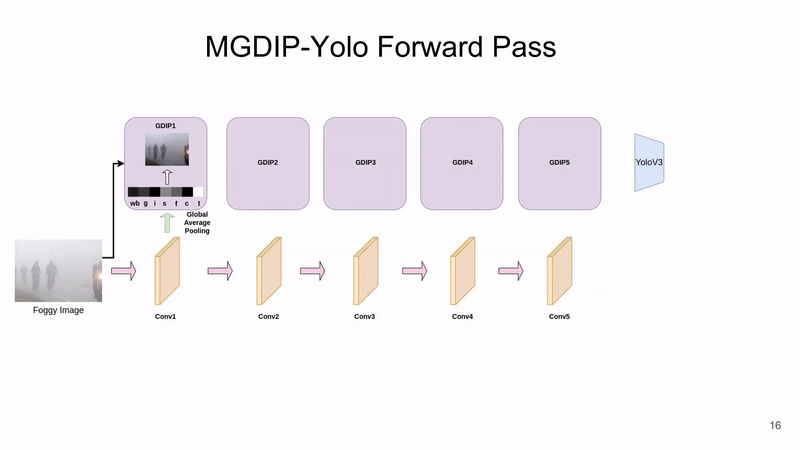 MGDIP-Yolo Forward Pass
GDIP1
wb g i s f c t
GDIP2
GDIP3
GDIP4
GDIP5
YoloV3
Global
Average
Pooling
Foggy Image
Conv1
Conv2
Conv3
Conv4
Conv5
16